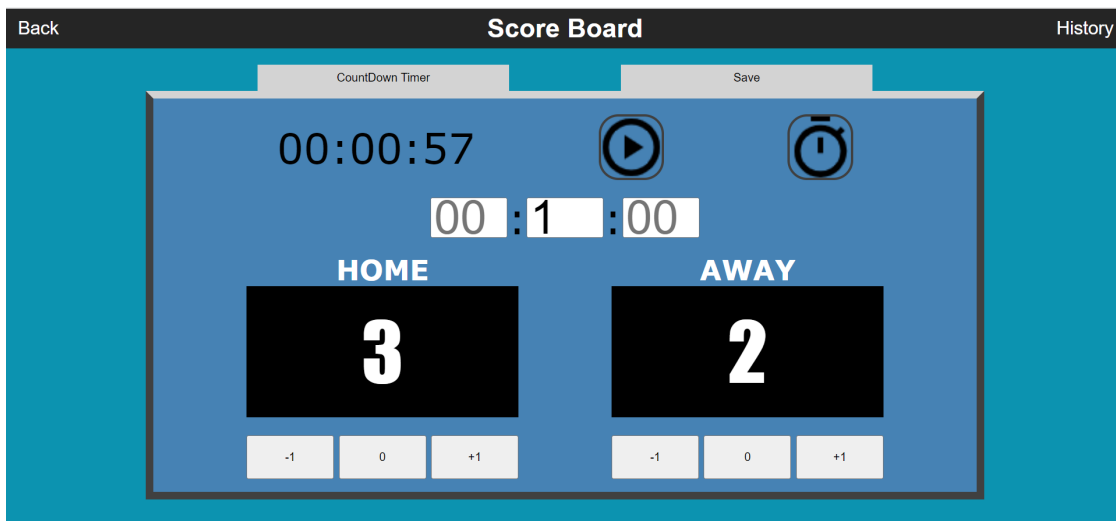 Back Score Board History
CountDown Timer Save
00:00:57
00 : 1 : 00
HOME AWAY
3 2
-1 0 +1 -1 0 +1